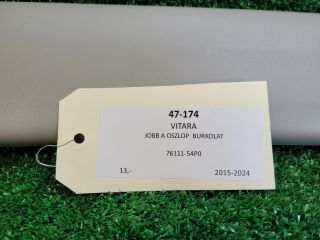 47-174
VITARA
JOBB A OSZLOP BURKOLAT
76111-54P0
13,- 2015-2024